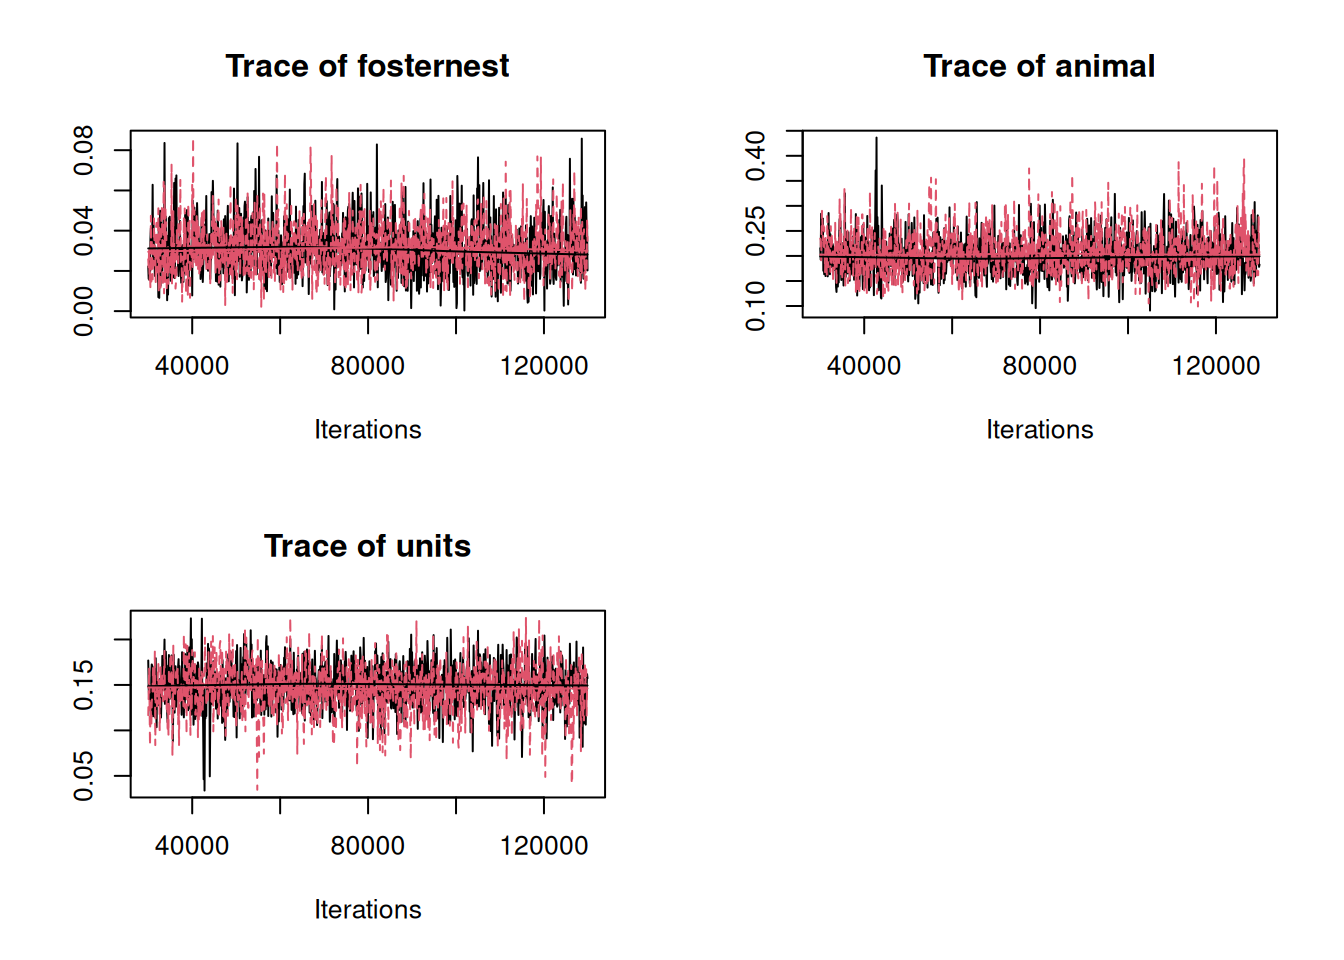 Trace of fosternest
0.00 0.04 0.08
40000 80000 120000
Iterations
Trace of animal
0.10 0.25 0.40
40000 80000 120000
Iterations
Trace of units
0.05 0.15
40000 80000 120000
Iterations